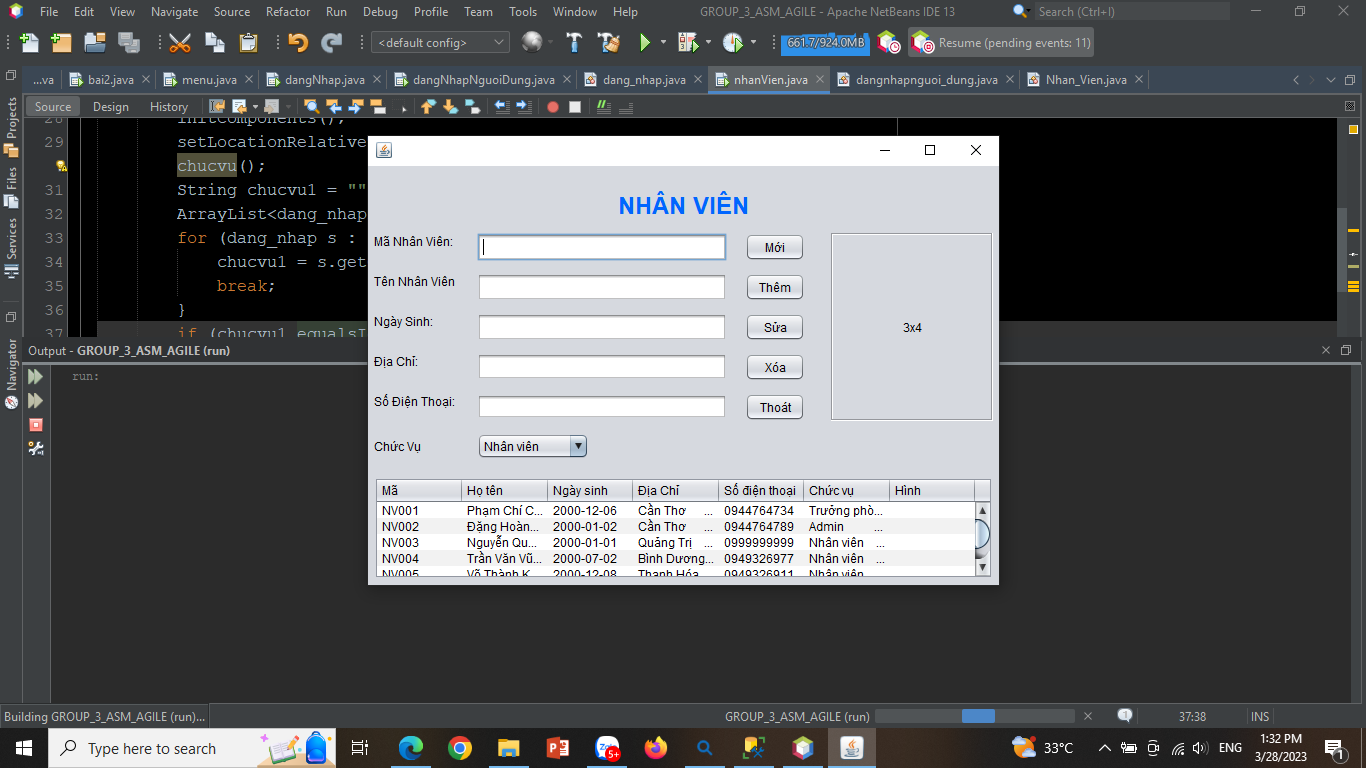 File Edit View Navigate Source Refactor Run Debug Profile Team Tools Window Help GROUP_3_ASM_AGILE - Apache NetBeans IDE 13 Search (Ctrl+I)
<default config> 661.7/924.0MB Resume (pending events: 11)
...va bai2.java menu.java dangNhap.java dangNhapNguoiDung.java dang_nhap.java nhanVien.java dangnhapnguoi_dung.java Nhan_Vien.java
Source Design History
Projects
Files
Services
Navigator
28 initComponents();
29 setLocationRelative
chucvu();
31 String chucvu1 = ""
32 ArrayList<dang_nhap
33 for (dang_nhap s :
34 chucvu1 = s.get
35 break;
36 }
37 if (chucvu1.equalsI
NHÂN VIÊN
Mã Nhân Viên: Mới
Tên Nhân Viên Thêm
Ngày Sinh: Sửa
3x4
Địa Chỉ: Xóa
Số Điện Thoại: Thoát
Chức Vụ Nhân viên
Mã Họ tên Ngày sinh Địa Chỉ Số điện thoại Chức vụ Hình
NV001 Phạm Chí C... 2000-12-06 Cần Thơ ... 0944764734 Trưởng phò...
NV002 Đặng Hoàn... 2000-01-02 Cần Thơ ... 0944764789 Admin ...
NV003 Nguyễn Qu... 2000-01-01 Quảng Trị ... 0999999999 Nhân viên ...
NV004 Trần Văn Vũ... 2000-07-02 Bình Dương... 0949326977 Nhân viên ...
NV005 Võ Thành K... 2000-12-08 Thanh Hóa 0949326911 Nhân viên
Output - GROUP_3_ASM_AGILE (run)
run:
Building GROUP_3_ASM_AGILE (run)... GROUP_3_ASM_AGILE (run) 1 37:38 INS
Type here to search 5+ 33°C ENG 1:32 PM
3/28/2023 1